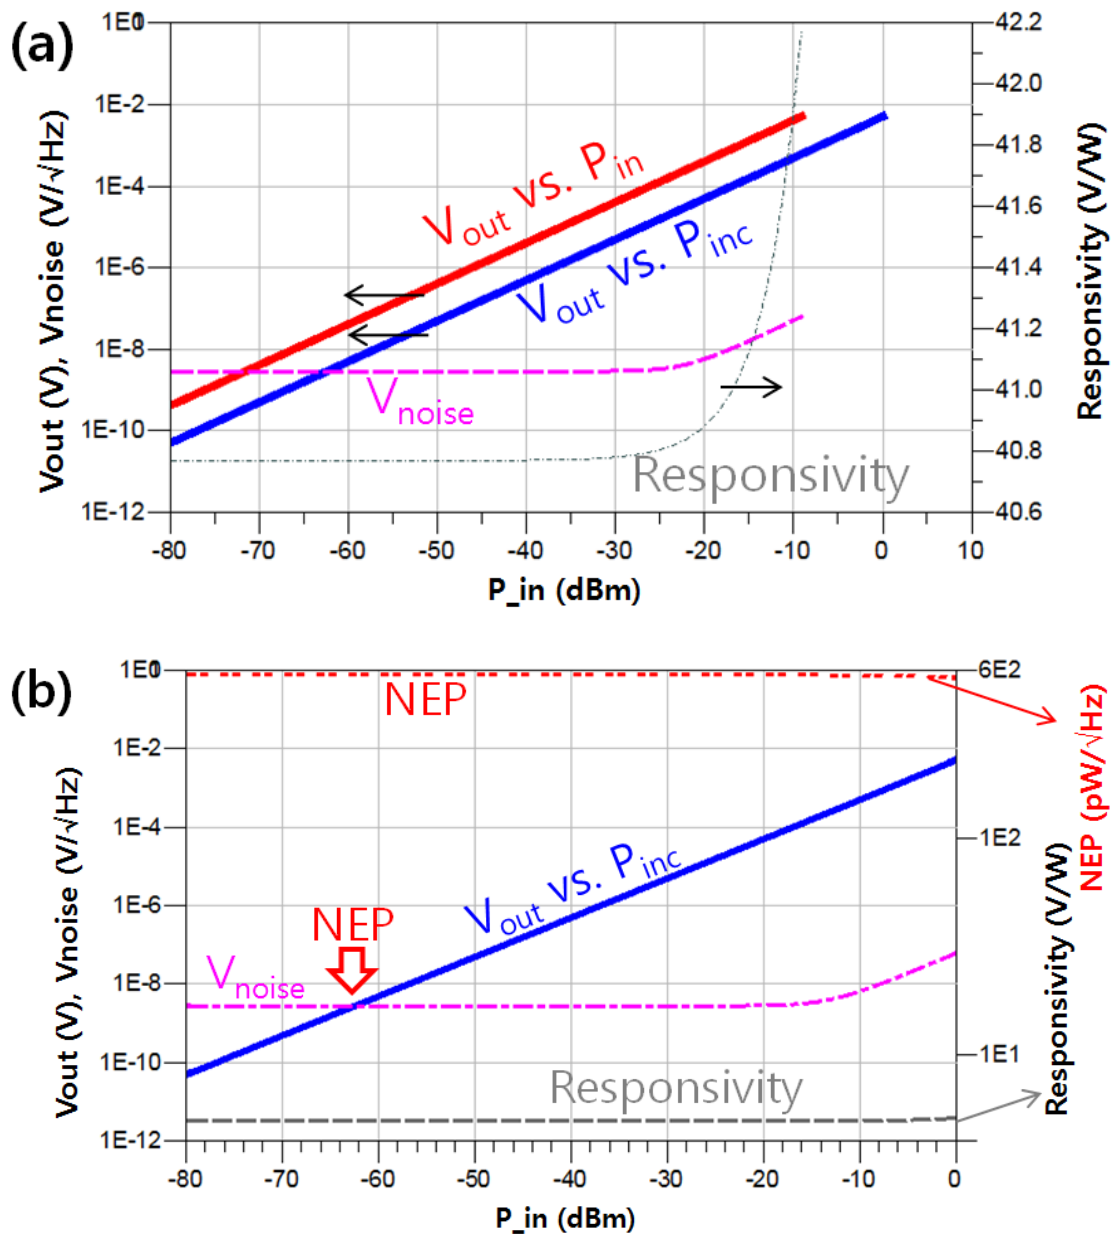 (a)
1E0
1E-2
1E-4
1E-6
1E-8
1E-10
1E-12
Vout (V), Vnoise (V/√Hz)
42.2
42.0
41.8
41.6
41.4
41.2
41.0
40.8
40.6
Responsivity (V/W)
Vout vs. Pin
Vout vs. Pinc
Vnoise
Responsivity
-80 -70 -60 -50 -40 -30 -20 -10 0 10
P_in (dBm)
(b)
1E0
1E-2
1E-4
1E-6
1E-8
1E-10
1E-12
Vout (V), Vnoise (V/√Hz)
6E2
1E2
1E1
NEP (pW/√Hz)
Responsivity (V/W)
NEP
Vout vs. Pinc
NEP
Vnoise
Responsivity
-80 -70 -60 -50 -40 -30 -20 -10 0
P_in (dBm)